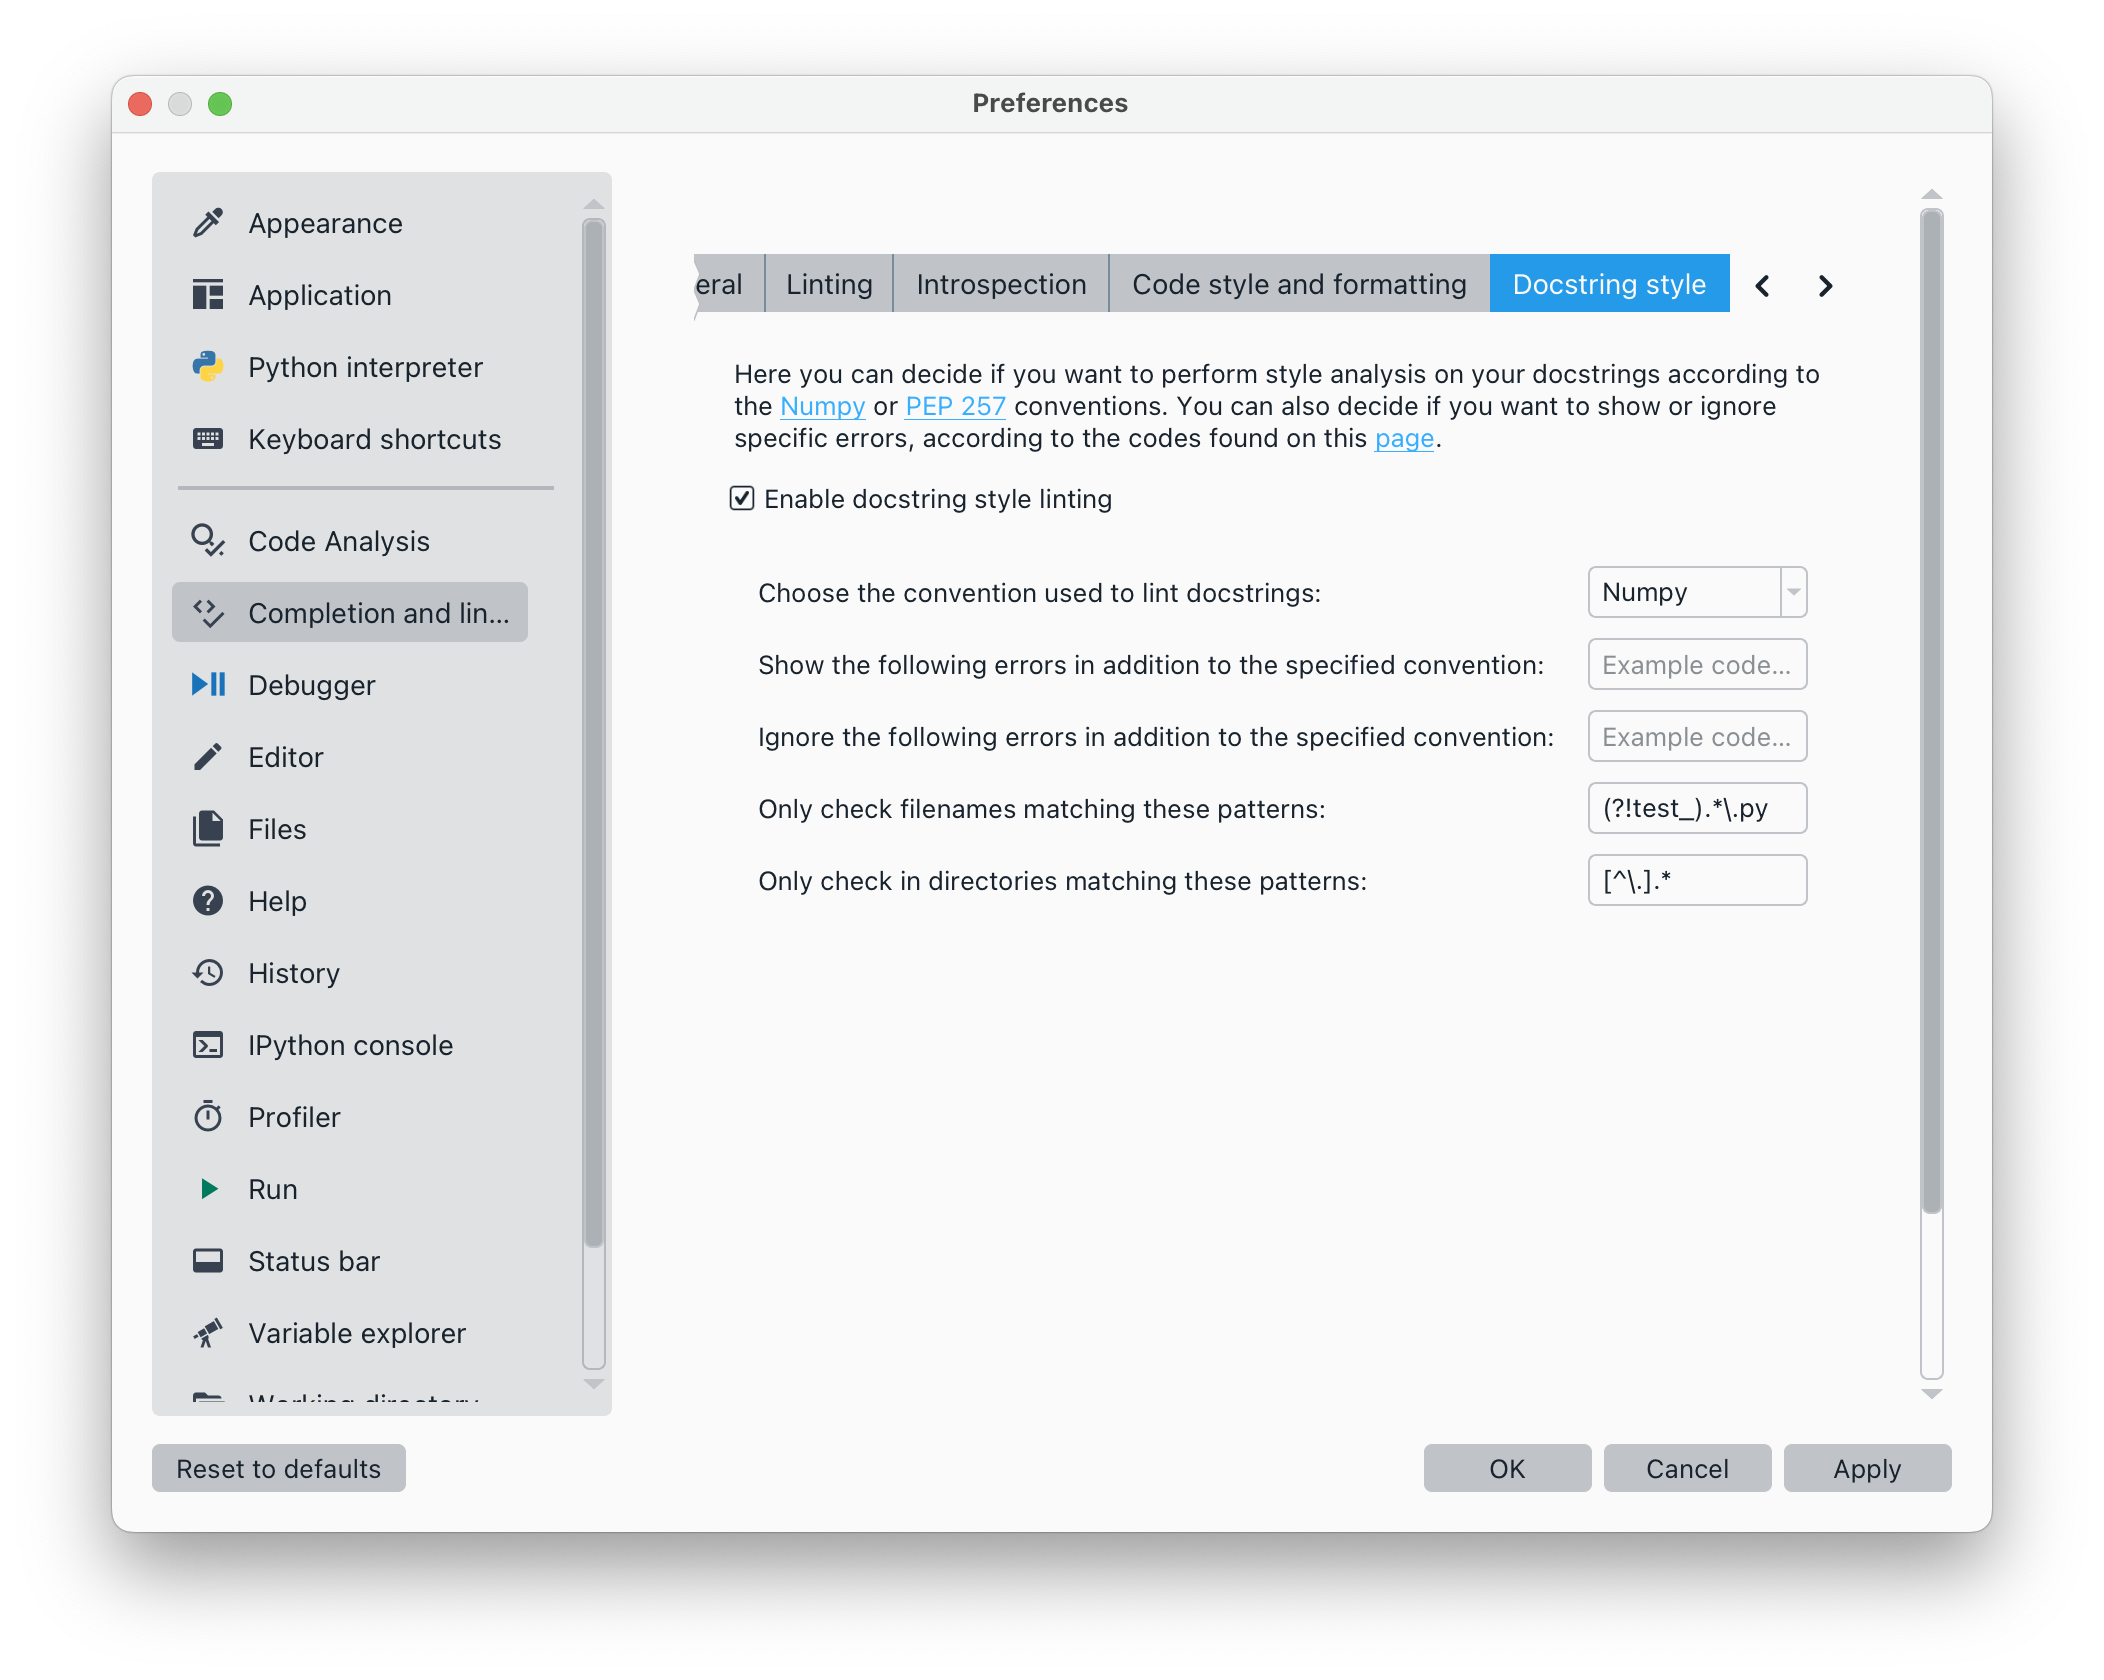 Preferences
Appearance
Application
Python interpreter
Keyboard shortcuts
Code Analysis
Completion and lin...
Debugger
Editor
Files
Help
History
IPython console
Profiler
Run
Status bar
Variable explorer
Working directory
eral
Linting
Introspection
Code style and formatting
Docstring style
Here you can decide if you want to perform style analysis on your docstrings according to
the Numpy or PEP 257 conventions. You can also decide if you want to show or ignore
specific errors, according to the codes found on this page.
Enable docstring style linting
Choose the convention used to lint docstrings: Numpy
Show the following errors in addition to the specified convention: Example code...
Ignore the following errors in addition to the specified convention: Example code...
Only check filenames matching these patterns: (?!test_).*\.py
Only check in directories matching these patterns: [^\.].*
Reset to defaults
OK
Cancel
Apply